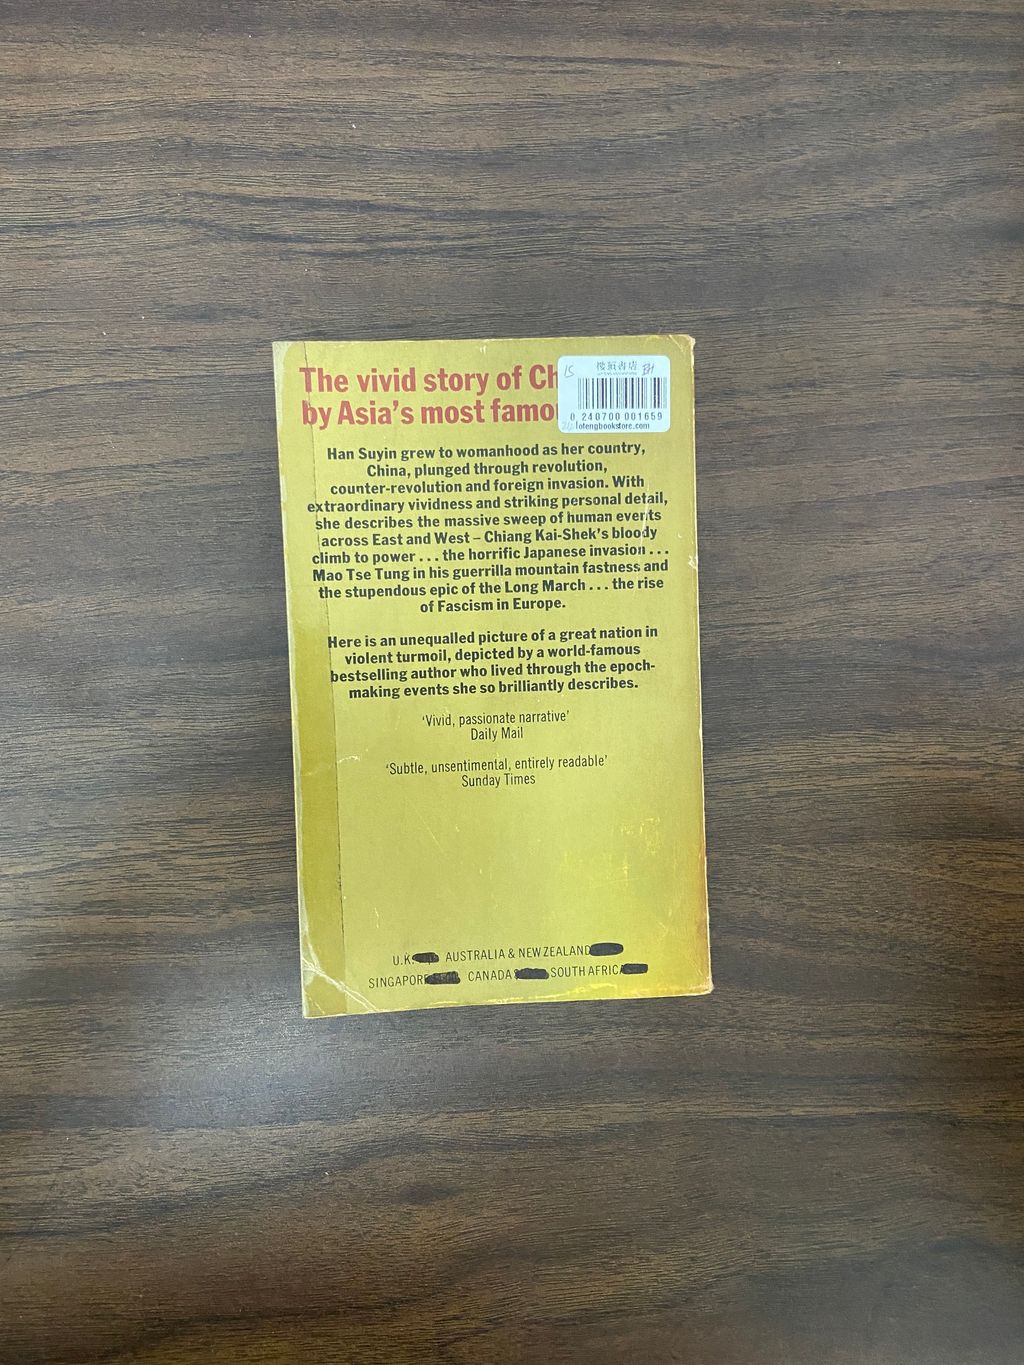 The vivid story of Ch
by Asia's most famou
15
樓筑书店
0 240700 001659
lofengbookstore.com
Han Suyin grew to womanhood as her country,
China, plunged through revolution,
counter-revolution and foreign invasion. With
extraordinary vividness and striking personal detail,
she describes the massive sweep of human events
across East and West – Chiang Kai-Shek's bloody
climb to power . . . the horrific Japanese invasion . . .
Mao Tse Tung in his guerrilla mountain fastness and
the stupendous epic of the Long March . . . the rise
of Fascism in Europe.
Here is an unequalled picture of a great nation in
violent turmoil, depicted by a world-famous
bestselling author who lived through the epoch-
making events she so brilliantly describes.
'Vivid, passionate narrative'
Daily Mail
'Subtle, unsentimental, entirely readable'
Sunday Times
U.K. AUSTRALIA & NEW ZEALAND
SINGAPORE CANADA SOUTH AFRICA